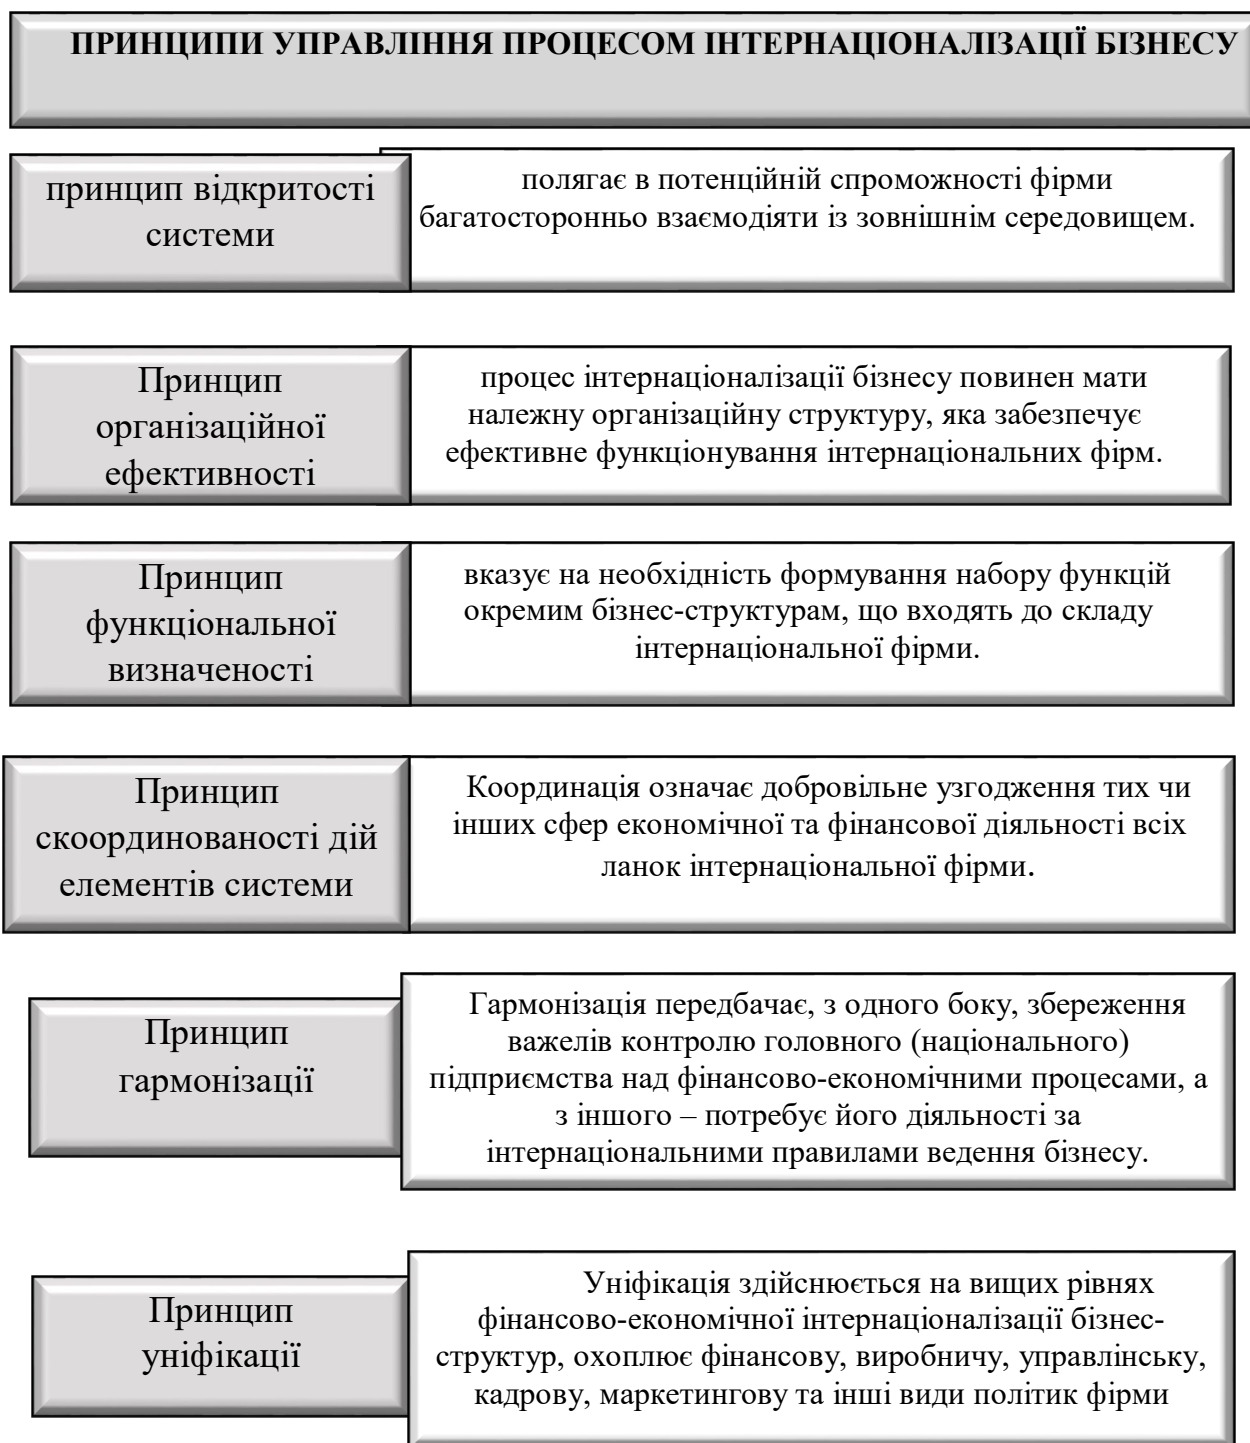 ПРИНЦИПИ УПРАВЛІННЯ ПРОЦЕСОМ ІНТЕРНАЦІОНАЛІЗАЦІЇ БІЗНЕСУ
принцип відкритості
системи
полягає в потенційній спроможності фірми
багатосторонньо взаємодіяти із зовнішнім середовищем.
Принцип
організаційної
ефективності
процес інтернаціоналізації бізнесу повинен мати
належну організаційну структуру, яка забезпечує
ефективне функціонування інтернаціональних фірм.
Принцип
функціональної
визначеності
вказує на необхідність формування набору функцій
окремим бізнес-структурам, що входять до складу
інтернаціональної фірми.
Принцип
скоординованості дій
елементів системи
Координація означає добровільне узгодження тих чи
інших сфер економічної та фінансової діяльності всіх
ланок інтернаціональної фірми.
Принцип
гармонізації
Гармонізація передбачає, з одного боку, збереження
важелів контролю головного (національного)
підприємства над фінансово-економічними процесами, а
з іншого – потребує його діяльності за
інтернаціональними правилами ведення бізнесу.
Принцип
уніфікації
Уніфікація здійснюється на вищих рівнях
фінансово-економічної інтернаціоналізації бізнес-
структур, охоплює фінансову, виробничу, управлінську,
кадрову, маркетингову та інші види політик фірми